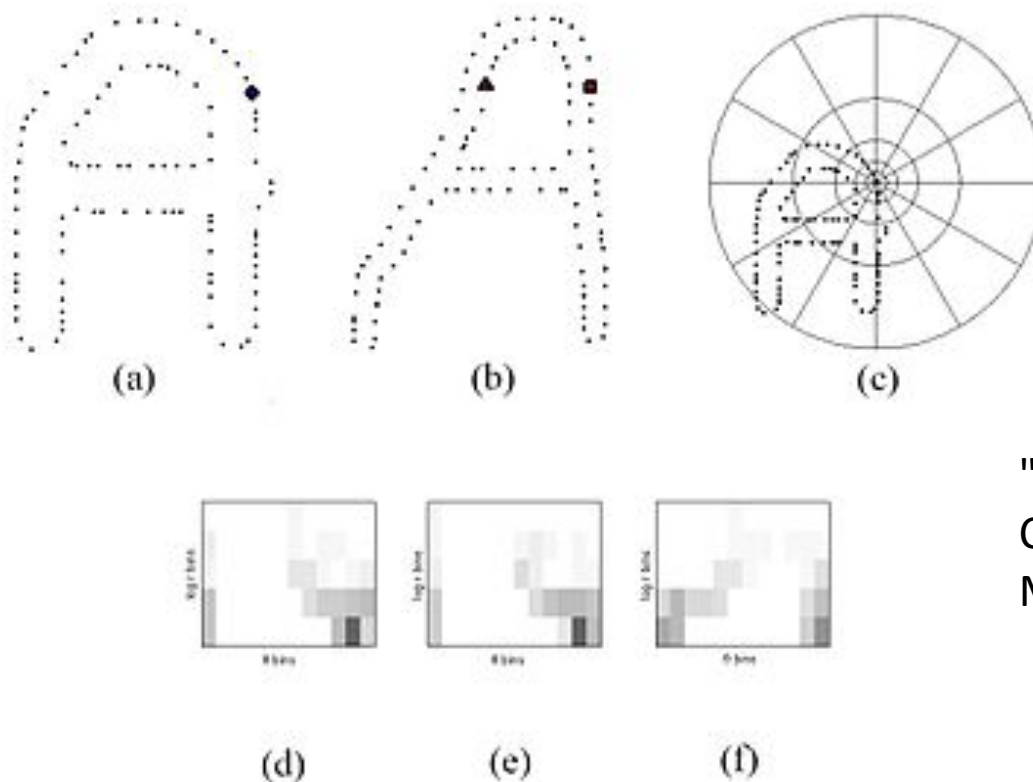 (a) (b) (c)
"
log r bins log r bins log r bins
θ bins θ bins θ bins
(d) (e) (f)